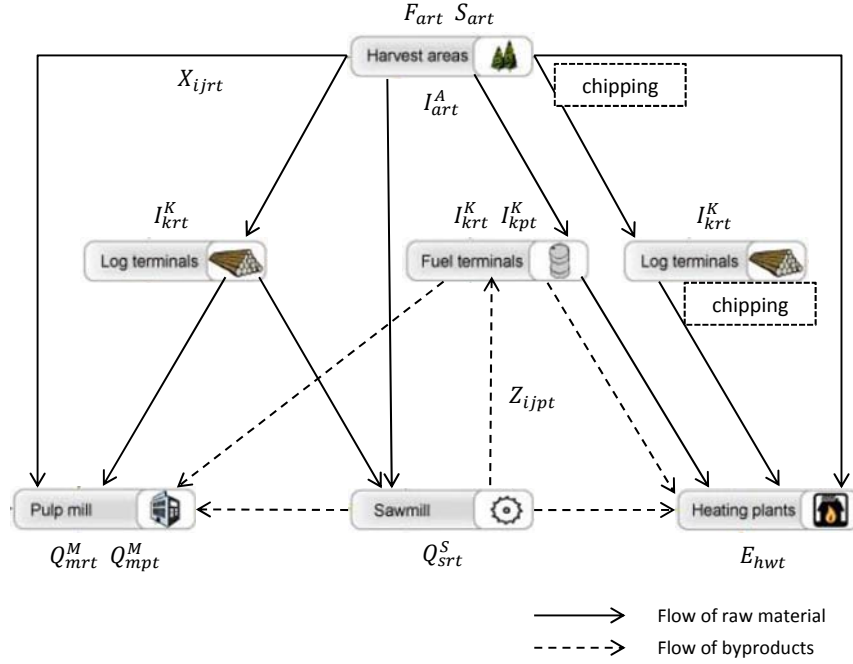 F_art S_art
Harvest areas
X_ijrt
I^A_art
chipping
I^K_krt
I^K_krt I^K_kpt
I^K_krt
Log terminals
Fuel terminals
Log terminals
chipping
Z_ijpt
Pulp mill
Sawmill
Heating plants
Q^M_mrt Q^M_mpt
Q^S_srt
E_hwt
Flow of raw material
Flow of byproducts